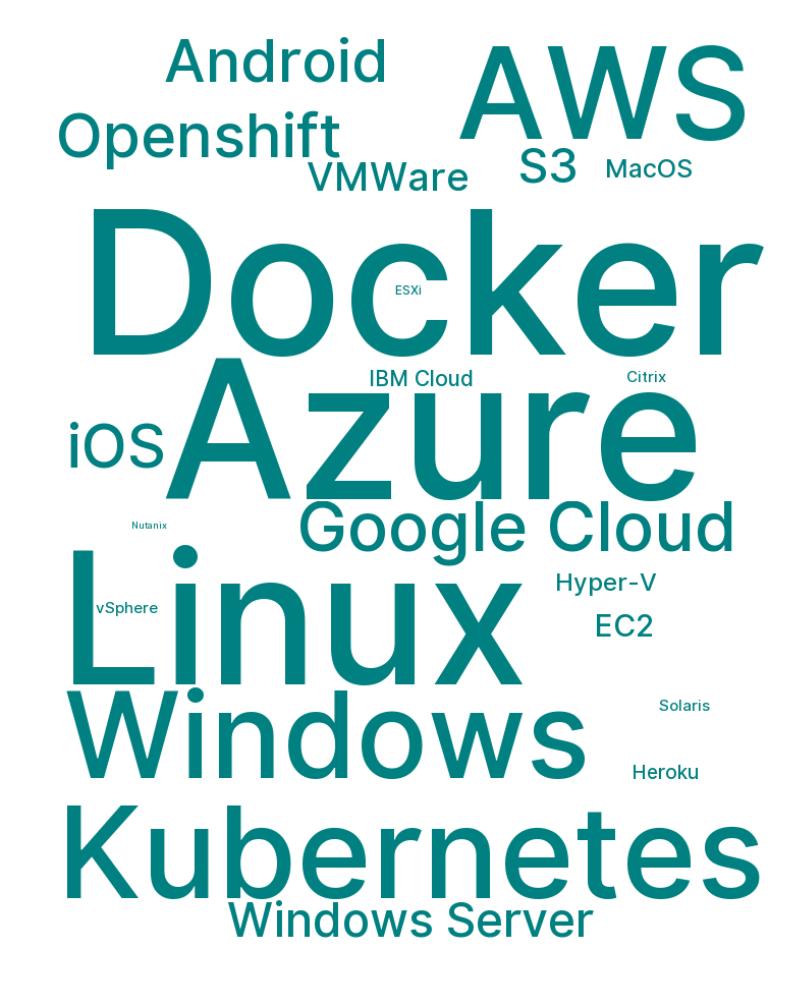 Android
AWS
Openshift
VMWare
S3
MacOS
Docker
ESXi
Azure
IBM Cloud
Citrix
iOS
Google Cloud
Nutanix
Linux
Hyper-V
vSphere
EC2
Windows
Solaris
Heroku
Kubernetes
Windows Server